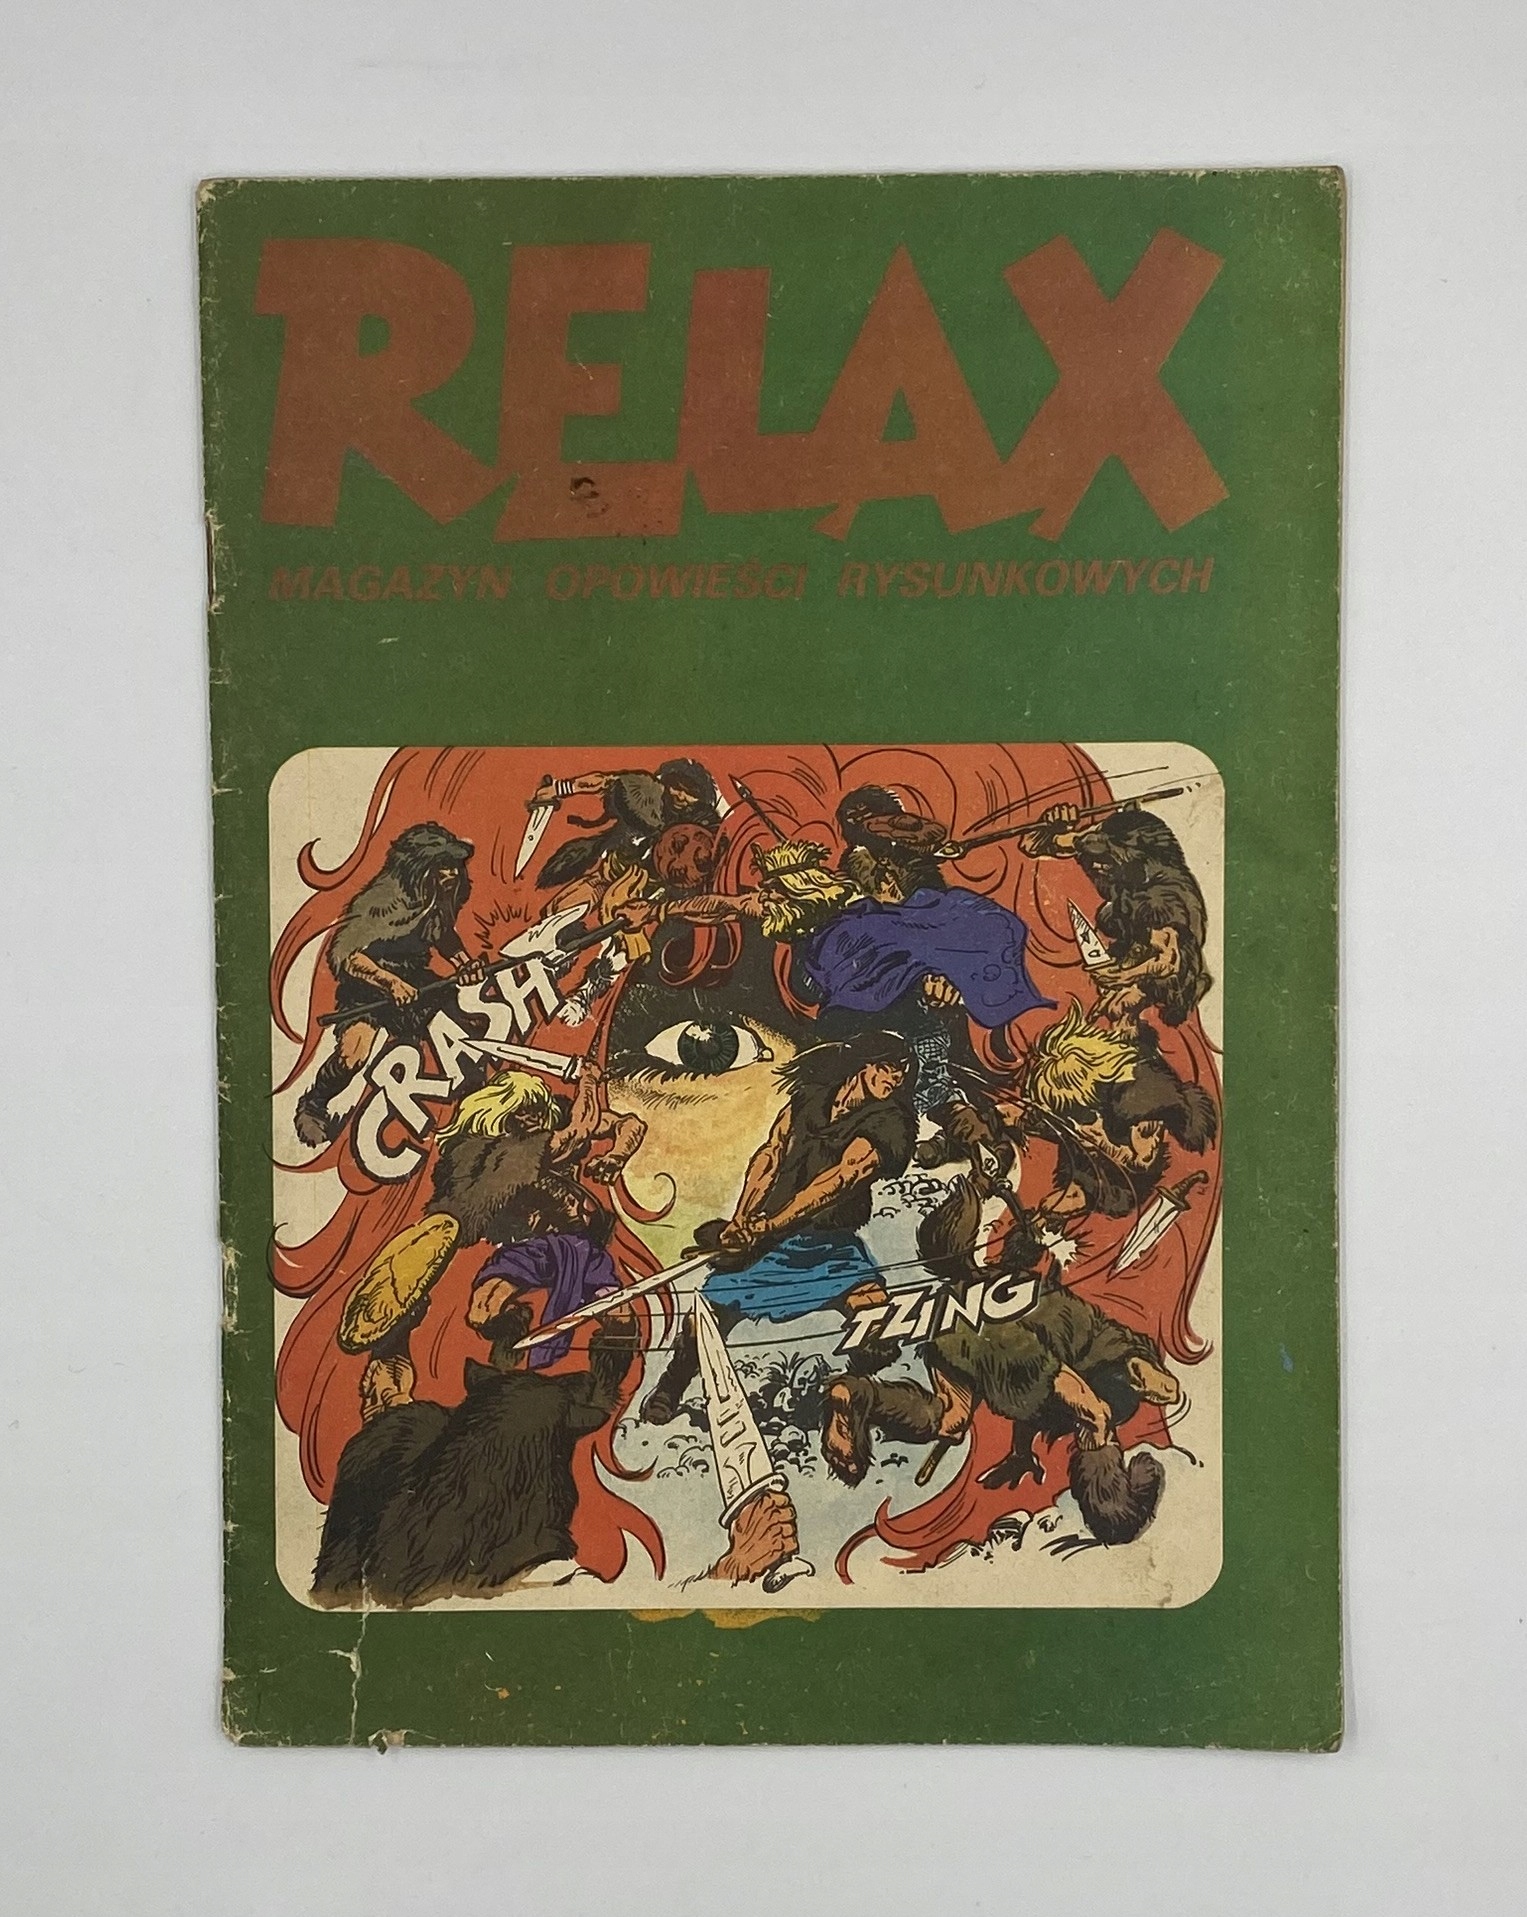 RELAX
MAGAZYN OPOWIEŚCI RYSUNKOWYCH
CRASH
TZING